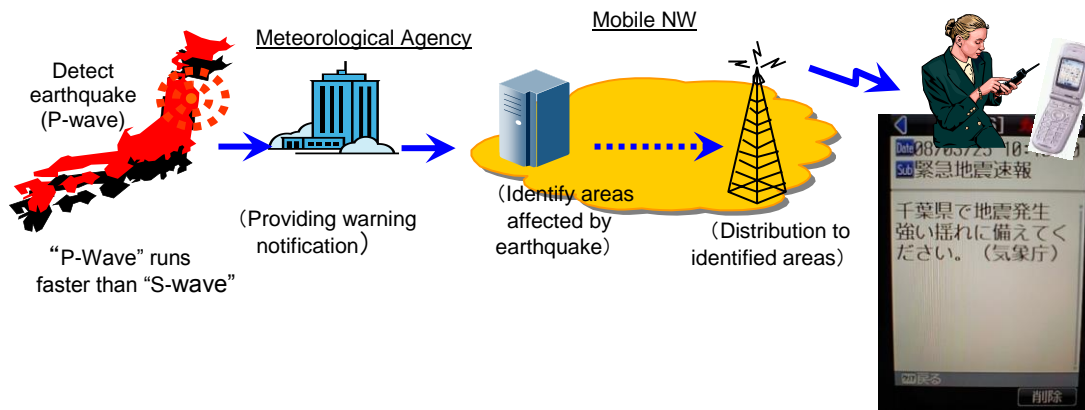 Mobile NW
Meteorological Agency
Detect
earthquake
(P-wave)
(Identify areas
affected by
earthquake)
(Providing warning
notification)
(Distribution to
identified areas)
“P-Wave” runs
faster than “S-wave”
Date 08/
Sub 緊急地震速報
千葉県で地震発生
強い揺れに備えてく
ださい。（気象庁）
戻る
削除